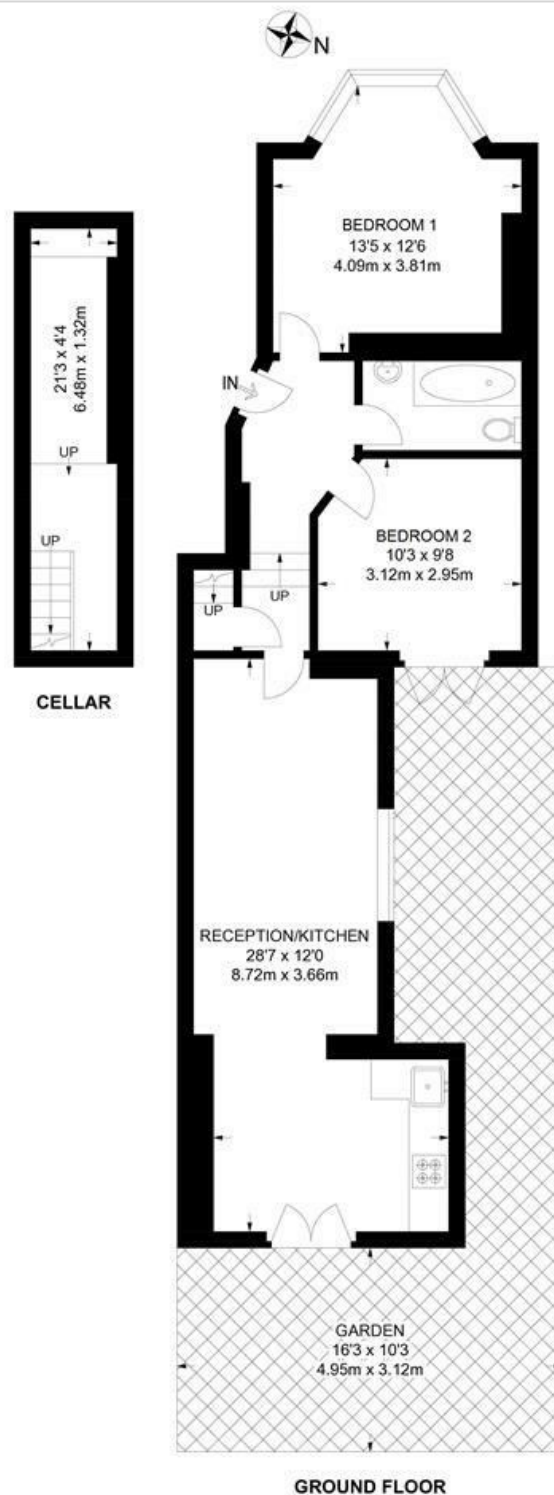 N
BEDROOM 1
13'5 x 12'6
4.09m x 3.81m
21'3 x 4'4
6.48m x 1.32m
UP
UP
CELLAR
IN
BEDROOM 2
10'3 x 9'8
3.12m x 2.95m
UP
UP
RECEPTION/KITCHEN
28'7 x 12'0
8.72m x 3.66m
GARDEN
16'3 x 10'3
4.95m x 3.12m
GROUND FLOOR